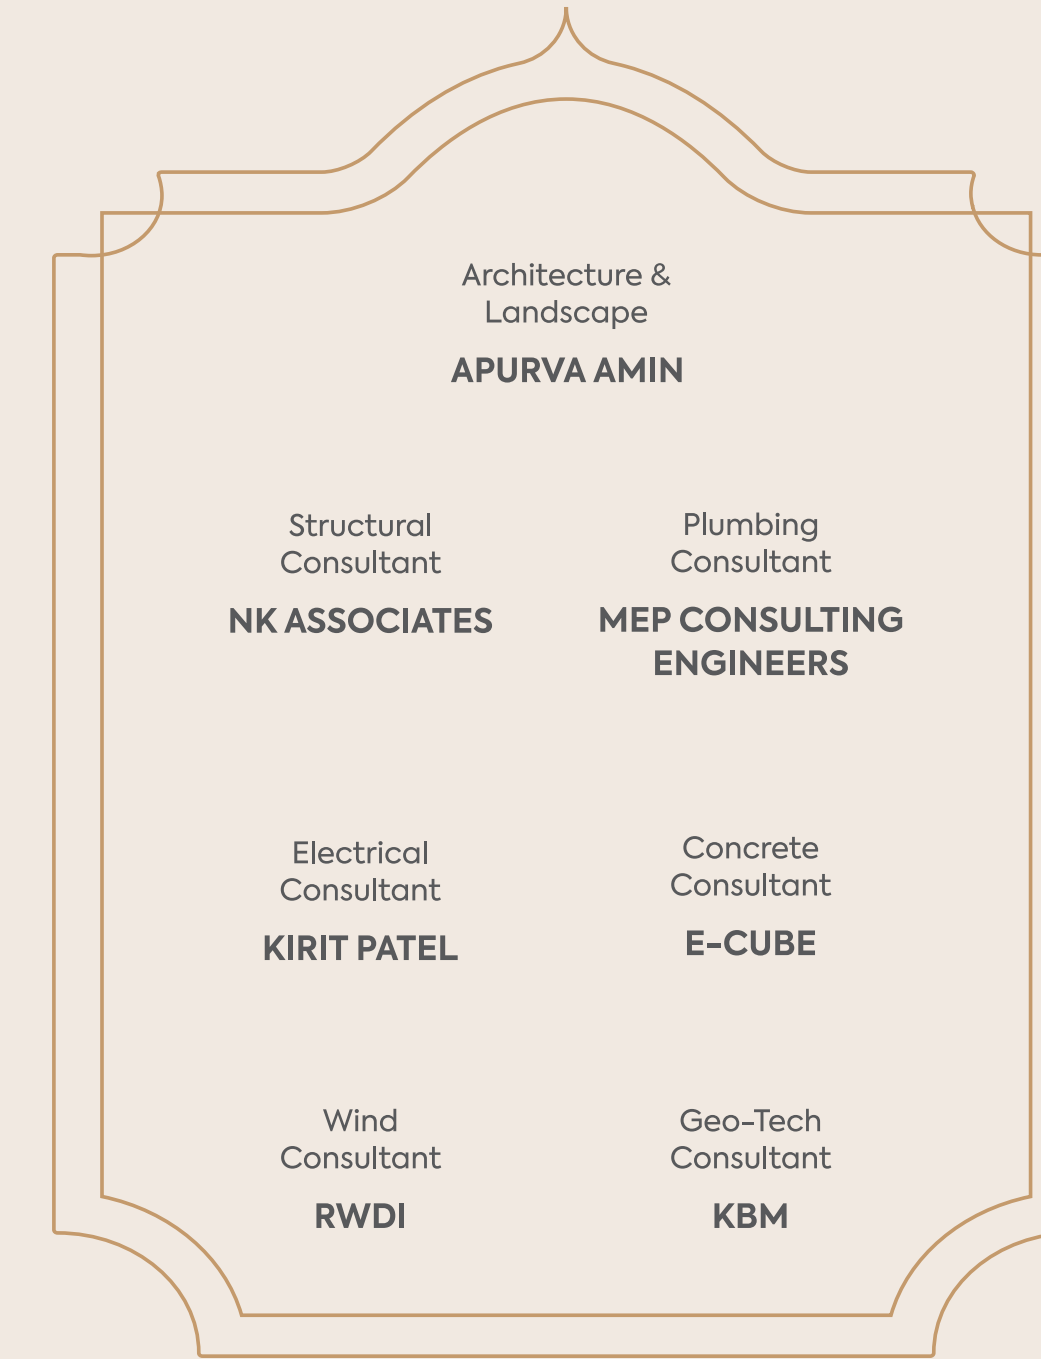 Architecture &
Landscape
APURVA AMIN
Structural
Consultant
NK ASSOCIATES
Plumbing
Consultant
MEP CONSULTING
ENGINEERS
Electrical
Consultant
KIRIT PATEL
Concrete
Consultant
E-CUBE
Wind
Consultant
RWDI
Geo-Tech
Consultant
KBM